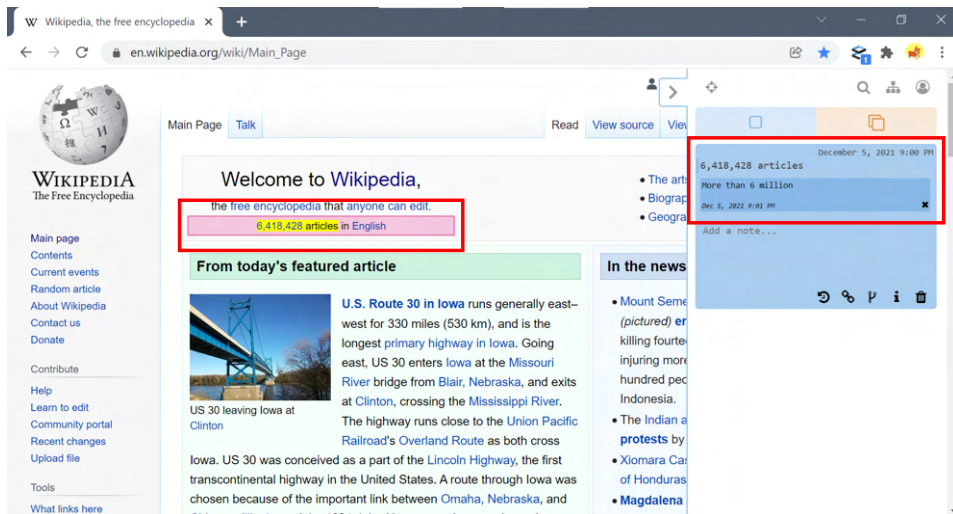 Wikipedia, the free encyclopedia
en.wikipedia.org/wiki/Main_Page
WIKIPEDIA
The Free Encyclopedia
Main page
Contents
Current events
Random article
About Wikipedia
Contact us
Donate
Contribute
Help
Learn to edit
Community portal
Recent changes
Upload file
Tools
What links here
Main Page Talk Read View source
Welcome to Wikipedia,
the free encyclopedia that anyone can edit.
6,418,428 articles in English
• The
• 
• 
From today's featured article
U.S. Route 30 in Iowa runs generally east–
west for 330 miles (530 km), and is the
longest primary highway in Iowa. Going
east, US 30 enters Iowa at the Missouri
River bridge from Blair, Nebraska, and exits
at Clinton, crossing the Mississippi River.
The highway runs close to the Union Pacific
Railroad's Overland Route as both cross
US 30 leaving Iowa at
Clinton
Iowa. US 30 was conceived as a part of the Lincoln Highway, the first
transcontinental highway in the United States. A route through Iowa was
chosen because of the important link between Omaha, Nebraska, and
In the news
• Mount
(pictured)
killing
injuring
hundred
Indonesia.
• The Indian
protests by
• Xiomara
of Honduras
• Magdalena
December 5, 2021 9:00 PM
6,418,428 articles
More than 6 million
Dec 5, 2021 9:01 PM
Add a note...
1